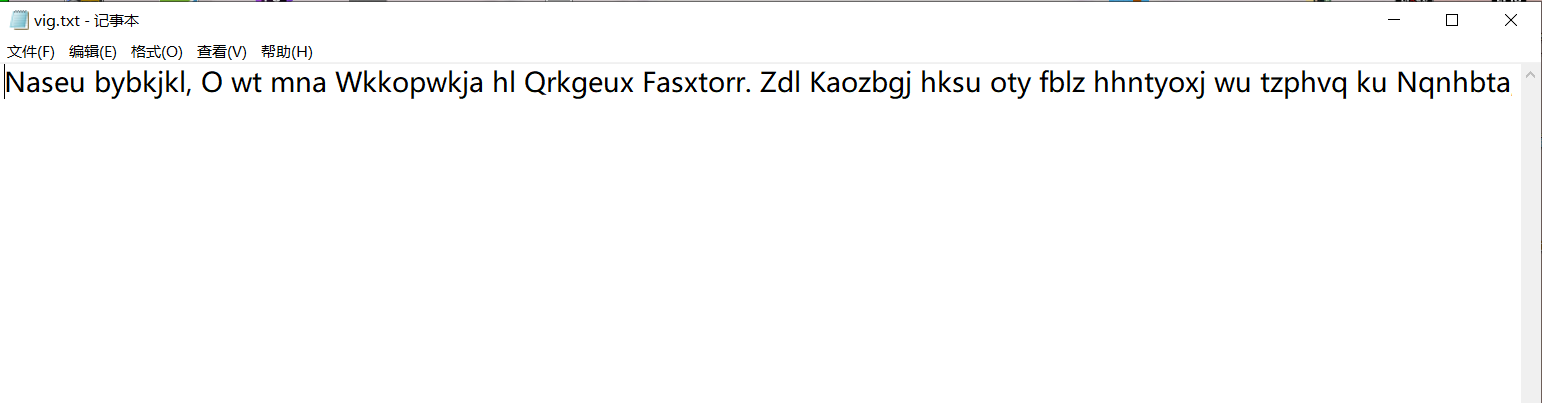 vig.txt - 记事本
文件(F) 编辑(E) 格式(O) 查看(V) 帮助(H)
Naseu bybkjkl, O wt mna Wkkopwkja hl Qrkgeux Fasxtorr. Zdl Kaozbgj hksu oty fblz hhntyoxj wu tzphvq ku Nqnhbta